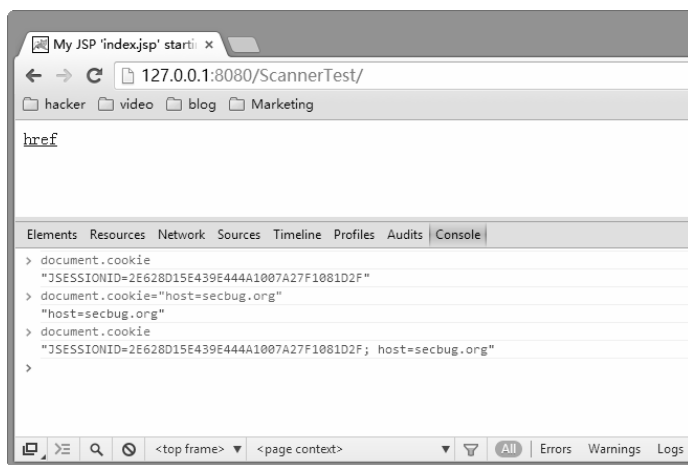 My JSP 'index.jsp' starti
127.0.0.1:8080/ScannerTest/
hacker video blog Marketing
href
Elements Resources Network Sources Timeline Profiles Audits Console
> document.cookie
"JSESSIONID=2E628D15E439E444A1007A27F1081D2F"
> document.cookie="host=secbug.org"
"host=secbug.org"
> document.cookie
"JSESSIONID=2E628D15E439E444A1007A27F1081D2F; host=secbug.org"
>
<top frame> ▼ <page context> ▼ All Errors Warnings Logs